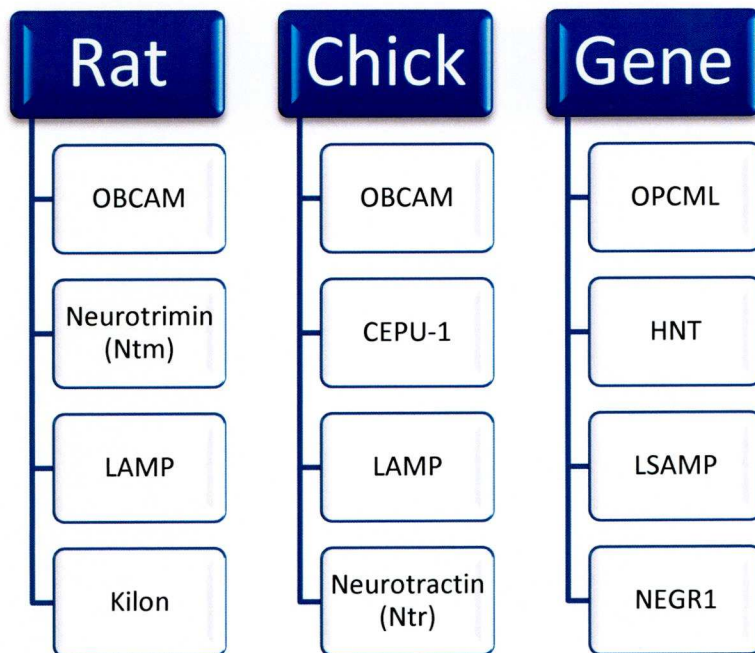 Rat
OBCAM
Neurotrimin
(Ntm)
LAMP
Kilon
Chick
OBCAM
CEPU-1
LAMP
Neurotractin
(Ntr)
Gene
OPCML
HNT
LSAMP
NEGR1